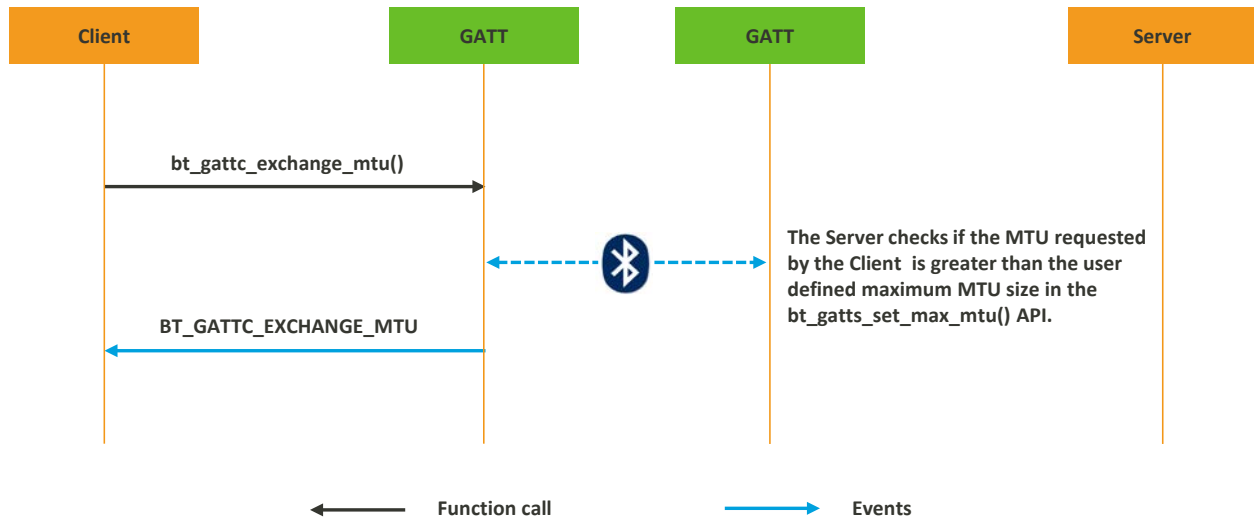 Client
GATT
GATT
Server
bt_gattc_exchange_mtu()
The Server checks if the MTU requested
by the Client is greater than the user
defined maximum MTU size in the
bt_gatts_set_max_mtu() API.
BT_GATTC_EXCHANGE_MTU
Function call
Events